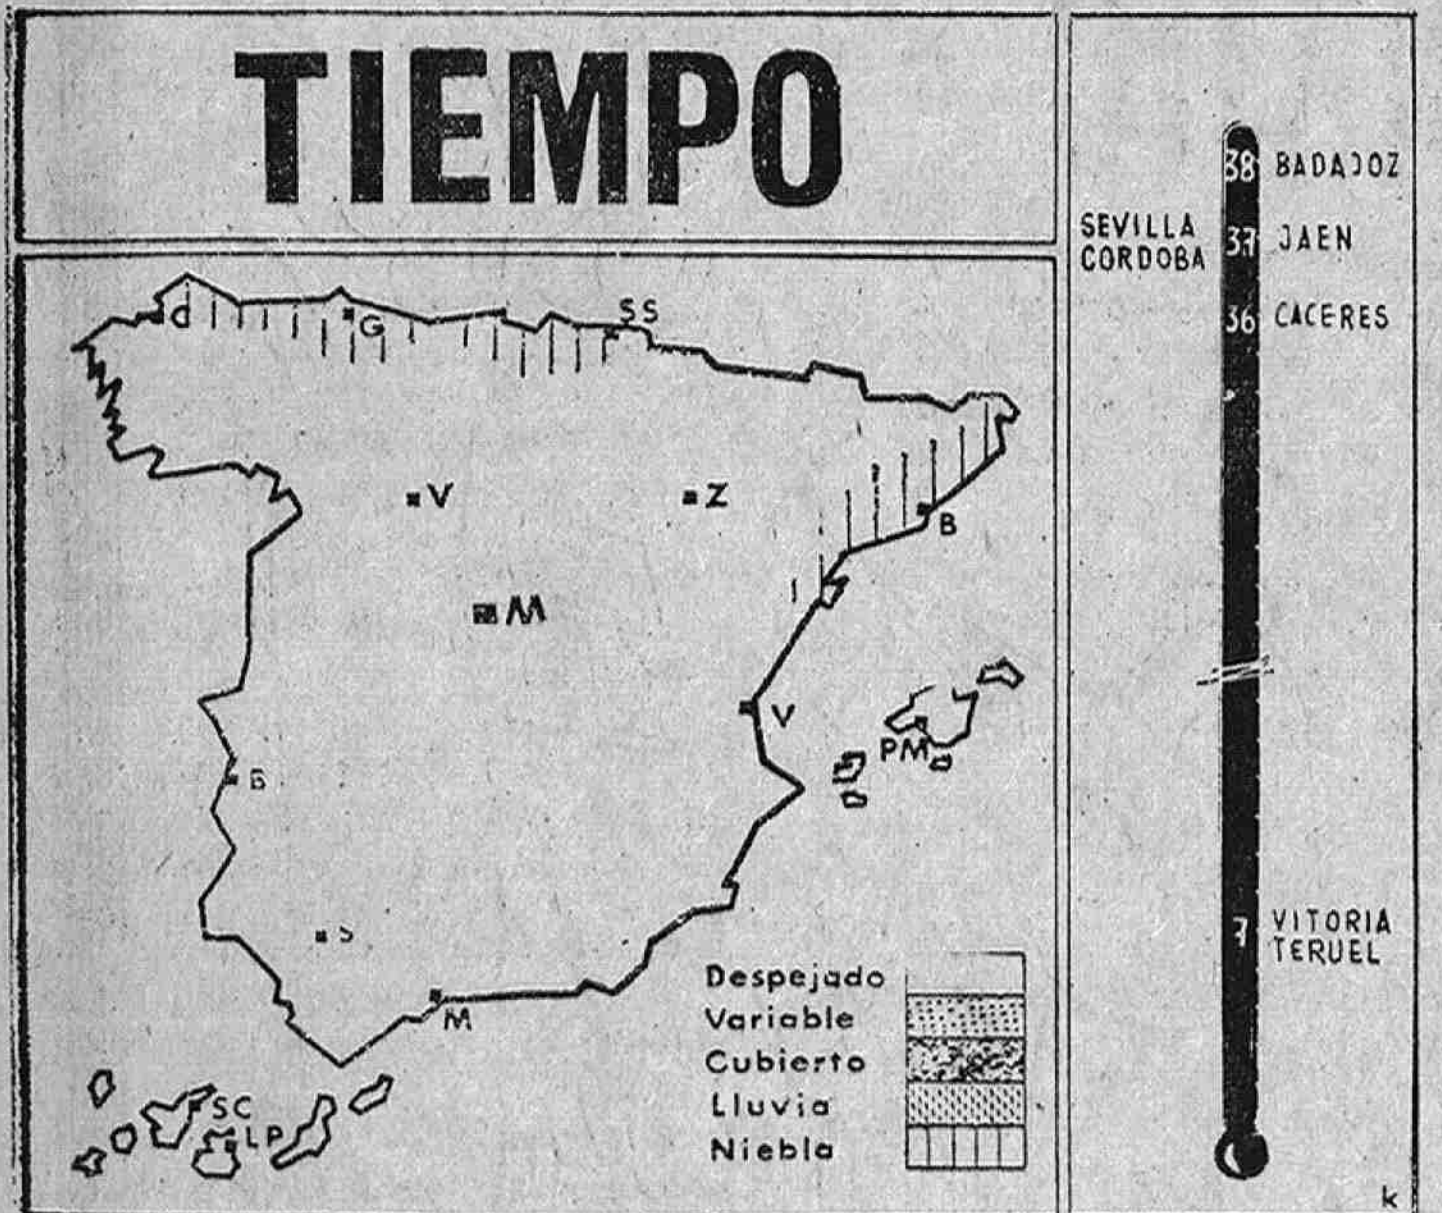 TIEMPO
d
G
SS
V
Z
B
M
V
PM
B
S
M
SC
LP
Despejado
Variable
Cubierto
Lluvia
Niebla
38 BADAJOZ
SEVILLA
CORDOBA
37 JAEN
36 CACERES
7 VITORIA
TERUEL
k